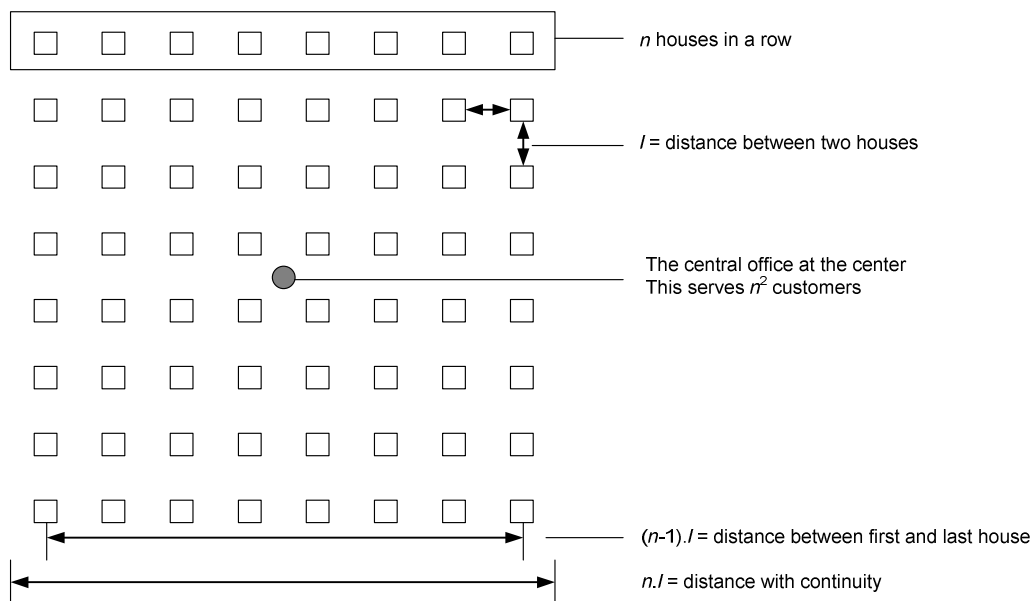 n houses in a row
l = distance between two houses
The central office at the center
This serves n² customers
(n-1).l = distance between first and last house
n.l = distance with continuity